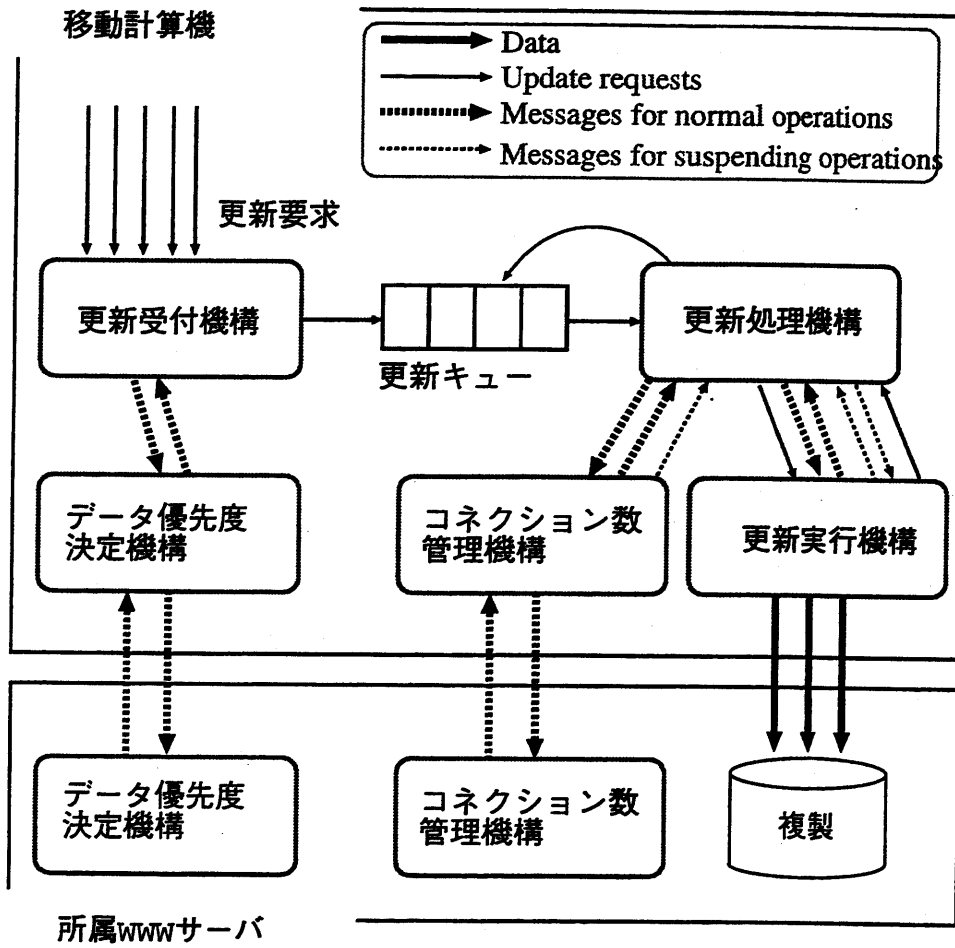 移動計算機
Data
Update requests
Messages for normal operations
Messages for suspending operations
更新要求
更新受付機構
更新キュー
更新処理機構
データ優先度
決定機構
コネクション数
管理機構
更新実行機構
データ優先度
決定機構
コネクション数
管理機構
複製
所属WWWサーバ